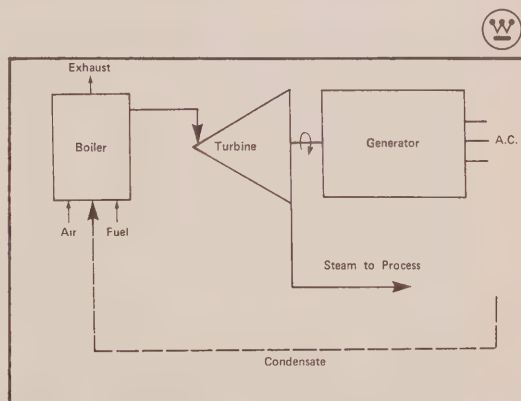 W
Exhaust
Boiler
Turbine
Generator
A.C.
Air
Fuel
Steam to Process
Condensate